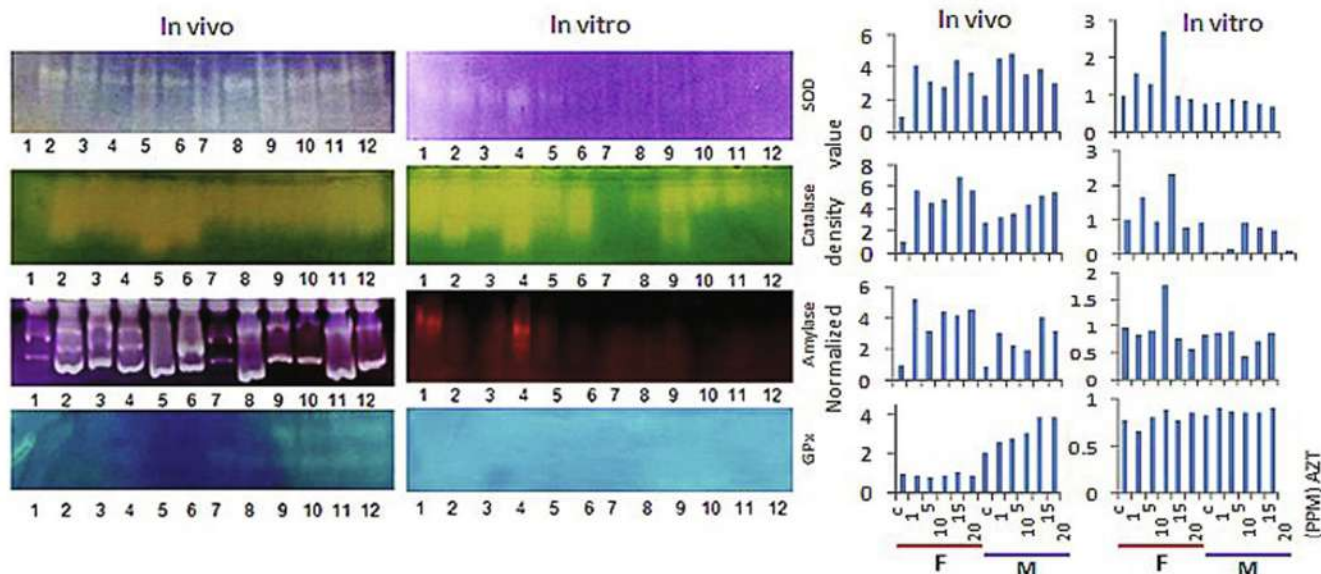 In vivo
In vitro
SOD
1 2 3 4 5 6 7 8 9 10 11 12
1 2 3 4 5 6 7 8 9 10 11 12
Catalase
1 2 3 4 5 6 7 8 9 10 11 12
1 2 3 4 5 6 7 8 9 10 11 12
Amylase
1 2 3 4 5 6 7 8 9 10 11 12
1 2 3 4 5 6 7 8 9 10 11 12
GPx
1 2 3 4 5 6 7 8 9 10 11 12
1 2 3 4 5 6 7 8 9 10 11 12
In vivo
In vitro
Normalized density value
6
4
2
0
3
2
1
0
8
6
4
2
0
3
2
1
0
6
4
2
0
2
1.5
1
0.5
0
4
2
0
1
0.5
0
c 1 5 10 15 20 c 1 5 10 15 20
c 1 5 10 15 20 c 1 5 10 15 20
F M
F M
(PPM) AZT